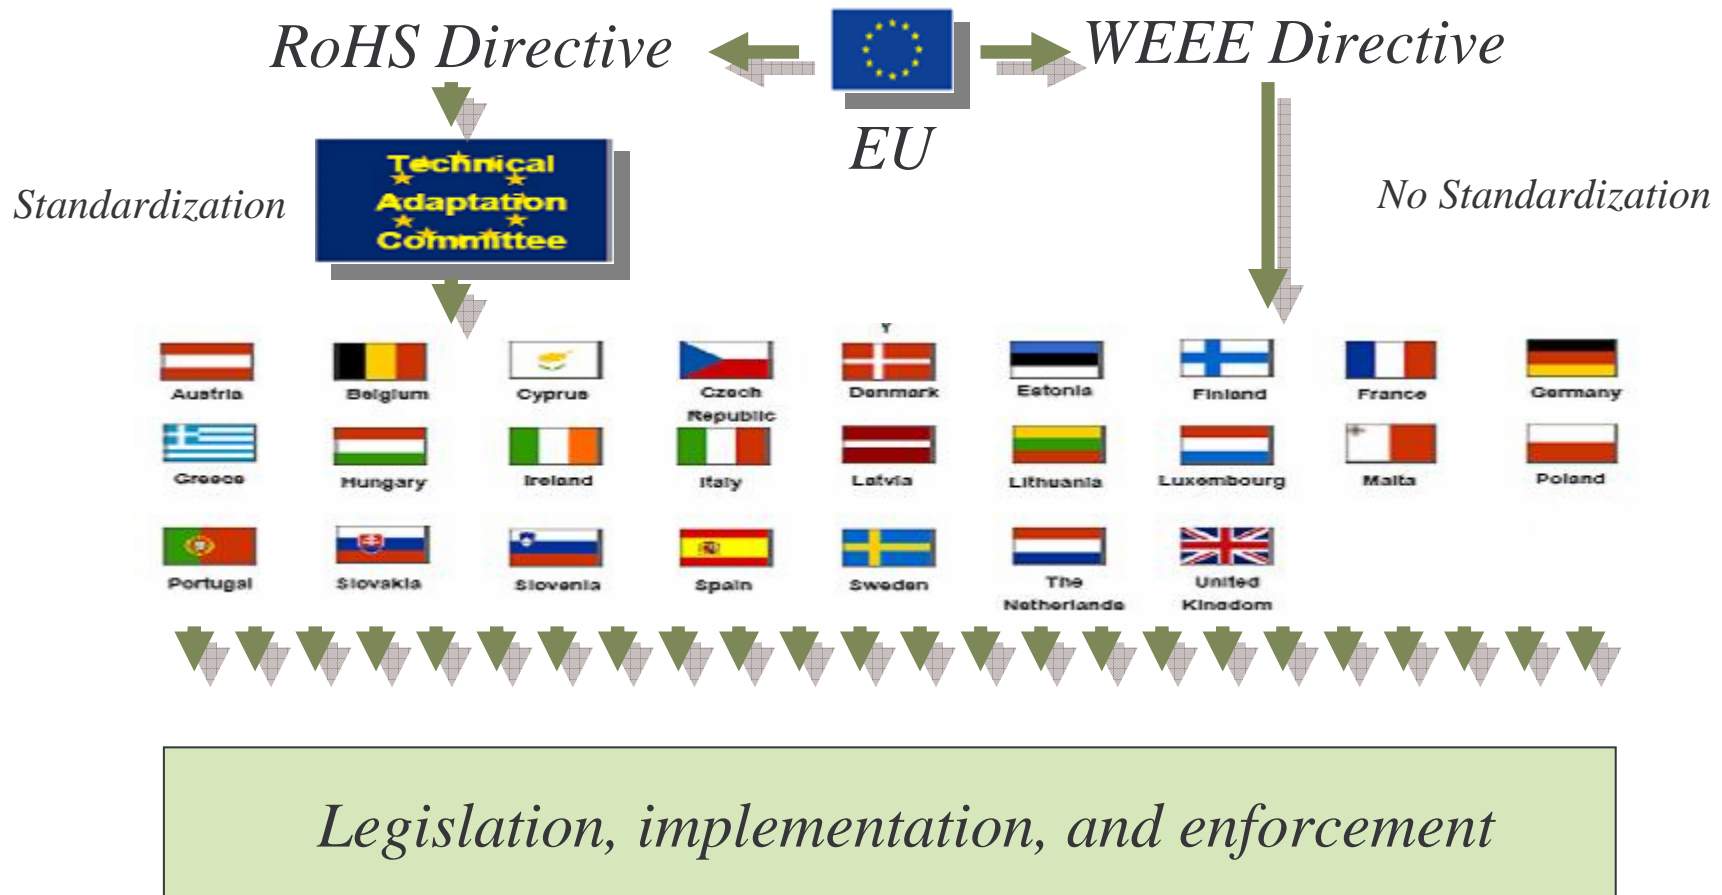 RoHS Directive
WEEE Directive
EU
Technical
Adaptation
Committee
Standardization
No Standardization
Y
Austria
Belgium
Cyprus
Czech
Republic
Denmark
Estonia
Finland
France
Germany
Greece
Hungary
Ireland
Italy
Latvia
Lithuania
Luxembourg
Malta
Poland
Portugal
Slovakia
Slovenia
Spain
Sweden
The
Netherlands
United
Kingdom
Legislation, implementation, and enforcement